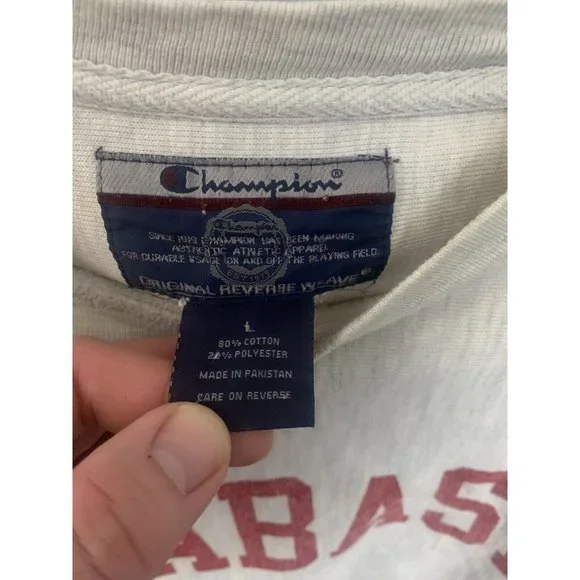 Champion®
SINCE 1919 CHAMPION HAS BEEN MAKING
AUTHENTIC ATHLETIC APPAREL
FOR DURABLE USAGE ON AND OFF THE PLAYING FIELD.
ORIGINAL REVERSE WEAVE®
L
80% COTTON
20% POLYESTER
MADE IN PAKISTAN
CARE ON REVERSE
ABAS